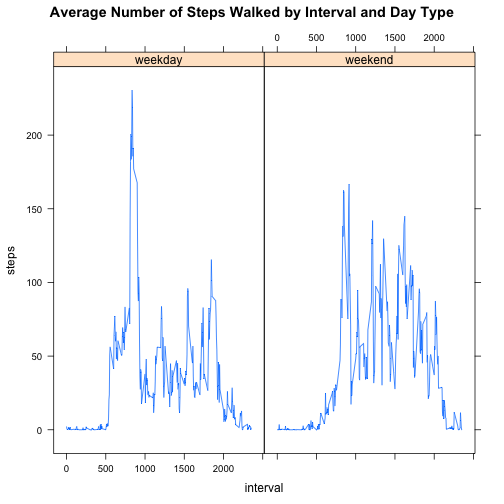 Average Number of Steps Walked by Interval and Day Type
0 500 1000 1500 2000
weekday weekend
200
150
100
50
0
steps
0 500 1000 1500 2000
interval